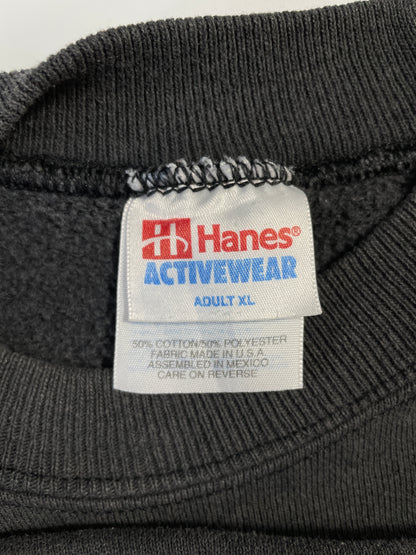 H Hanes®
ACTIVEWEAR
ADULT XL
50% COTTON/50% POLYESTER
FABRIC MADE IN U.S.A.
ASSEMBLED IN MEXICO
CARE ON REVERSE